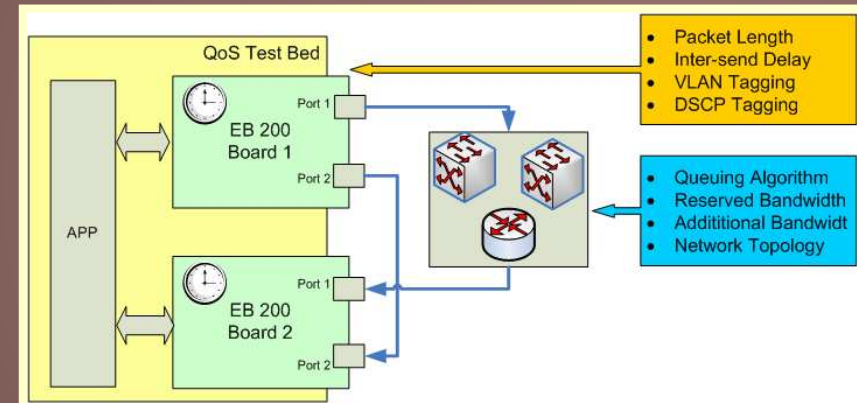 QoS Test Bed
APP
EB 200
Board 1
Port 1
Port 2
EB 200
Board 2
Port 1
Port 2
• Packet Length
• Inter-send Delay
• VLAN Tagging
• DSCP Tagging
• Queuing Algorithm
• Reserved Bandwidth
• Addititional Bandwidt
• Network Topology